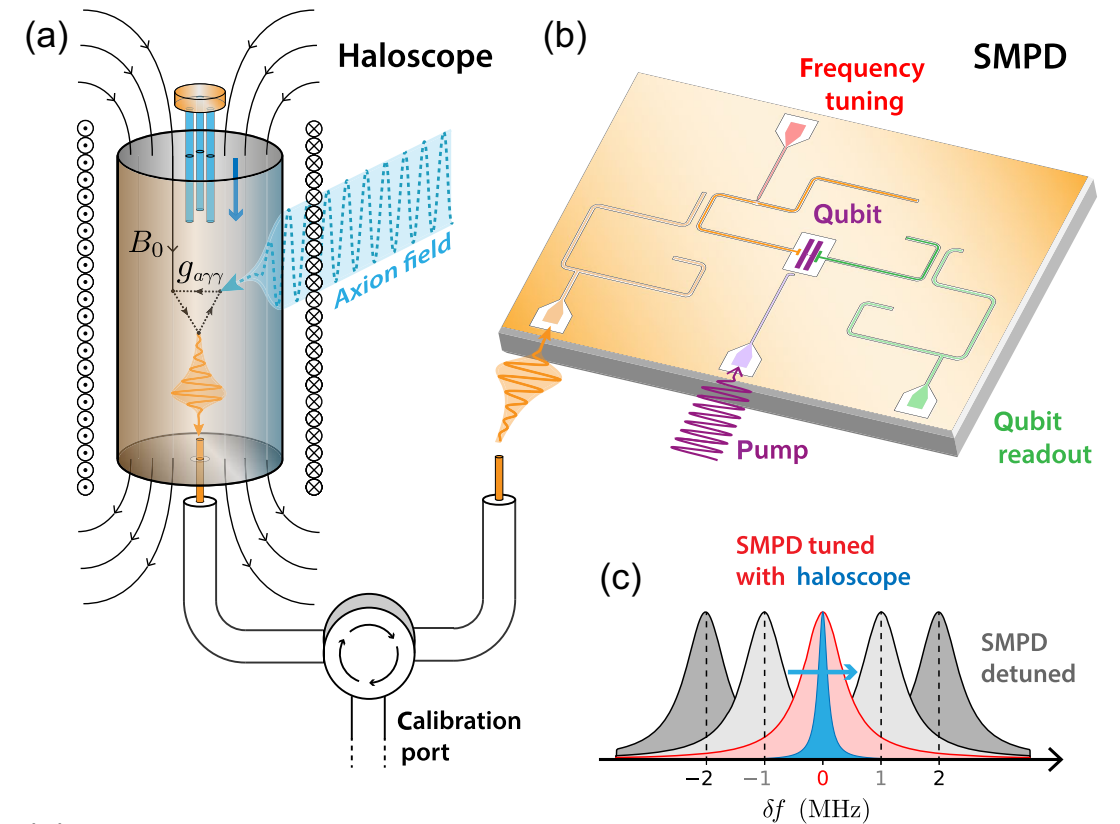 (a)
Haloscope
B₀
gₐᵧᵧ
Axion field
Calibration
port
(b)
SMPD
Frequency
tuning
Qubit
Pump
Qubit
readout
(c)
SMPD tuned
with haloscope
SMPD
detuned
−2 −1 0 1 2
δf (MHz)